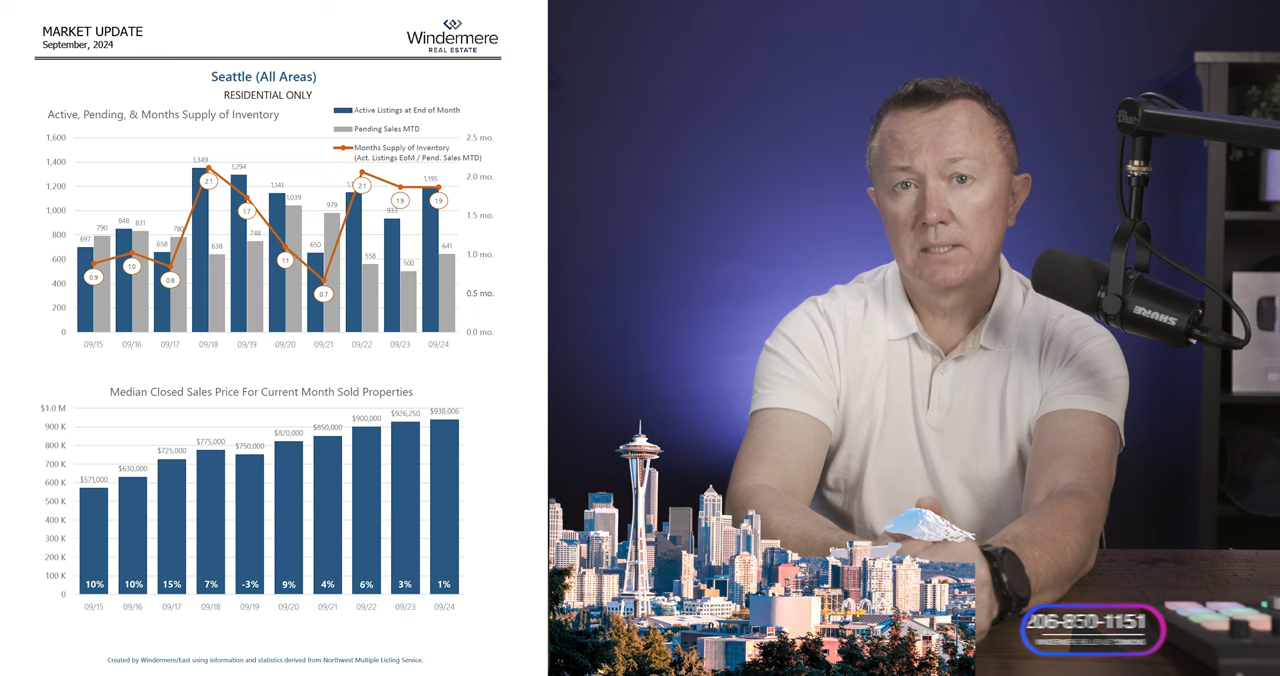 MARKET UPDATE
September, 2024
Windermere
REAL ESTATE
Seattle (All Areas)
RESIDENTIAL ONLY
Active, Pending, & Months Supply of Inventory
Active Listings at End of Month
Pending Sales MTD
Months Supply of Inventory
(Act. Listings EoM / Pend. Sales MTD)
1,600 2.5 mo.
1,400 2.0 mo.
1,200 1.5 mo.
1,000 1.0 mo.
800 0.5 mo.
600 0.0 mo.
400
200
0
697 790 848 831 658 780 1,349 638 1,294 748 1,141 1,039 650 979 558 933 500 1,195 641
0.9 1.0 0.8 2.1 1.7 1.1 0.7 2.1 1.9 1.9
09/15 09/16 09/17 09/18 09/19 09/20 09/21 09/22 09/23 09/24
Median Closed Sales Price For Current Month Sold Properties
$1.0 M
900 K
800 K
700 K
600 K
500 K
400 K
300 K
200 K
100 K
0
$571,000 $630,000 $725,000 $775,000 $750,000 $820,000 $850,000 $900,000 $926,250 $938,006
10% 10% 15% 7% -3% 9% 4% 6% 3% 1%
09/15 09/16 09/17 09/18 09/19 09/20 09/21 09/22 09/23 09/24
Created by Windermere/East using information and statistics derived from Northwest Multiple Listing Service.
Blue
SHURE
206-850-1151